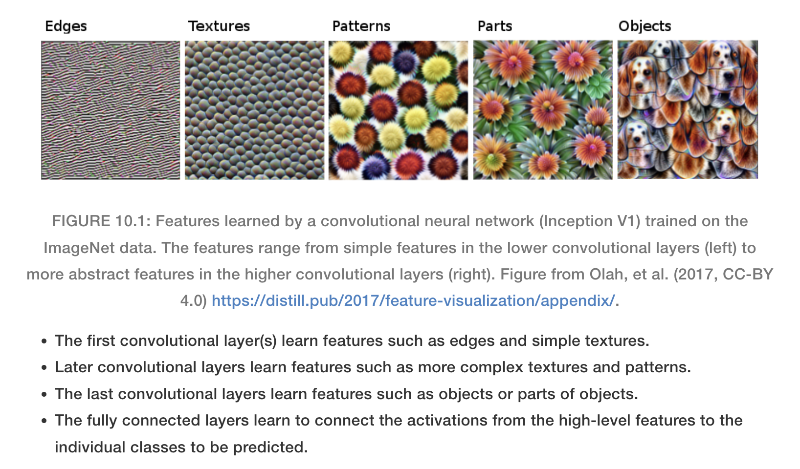 Edges Textures Patterns Parts Objects
FIGURE 10.1: Features learned by a convolutional neural network (Inception V1) trained on the
ImageNet data. The features range from simple features in the lower convolutional layers (left) to
more abstract features in the higher convolutional layers (right). Figure from Olah, et al. (2017, CC-BY
4.0) https://distill.pub/2017/feature-visualization/appendix/.
• The first convolutional layer(s) learn features such as edges and simple textures.
• Later convolutional layers learn features such as more complex textures and patterns.
• The last convolutional layers learn features such as objects or parts of objects.
• The fully connected layers learn to connect the activations from the high-level features to the
individual classes to be predicted.